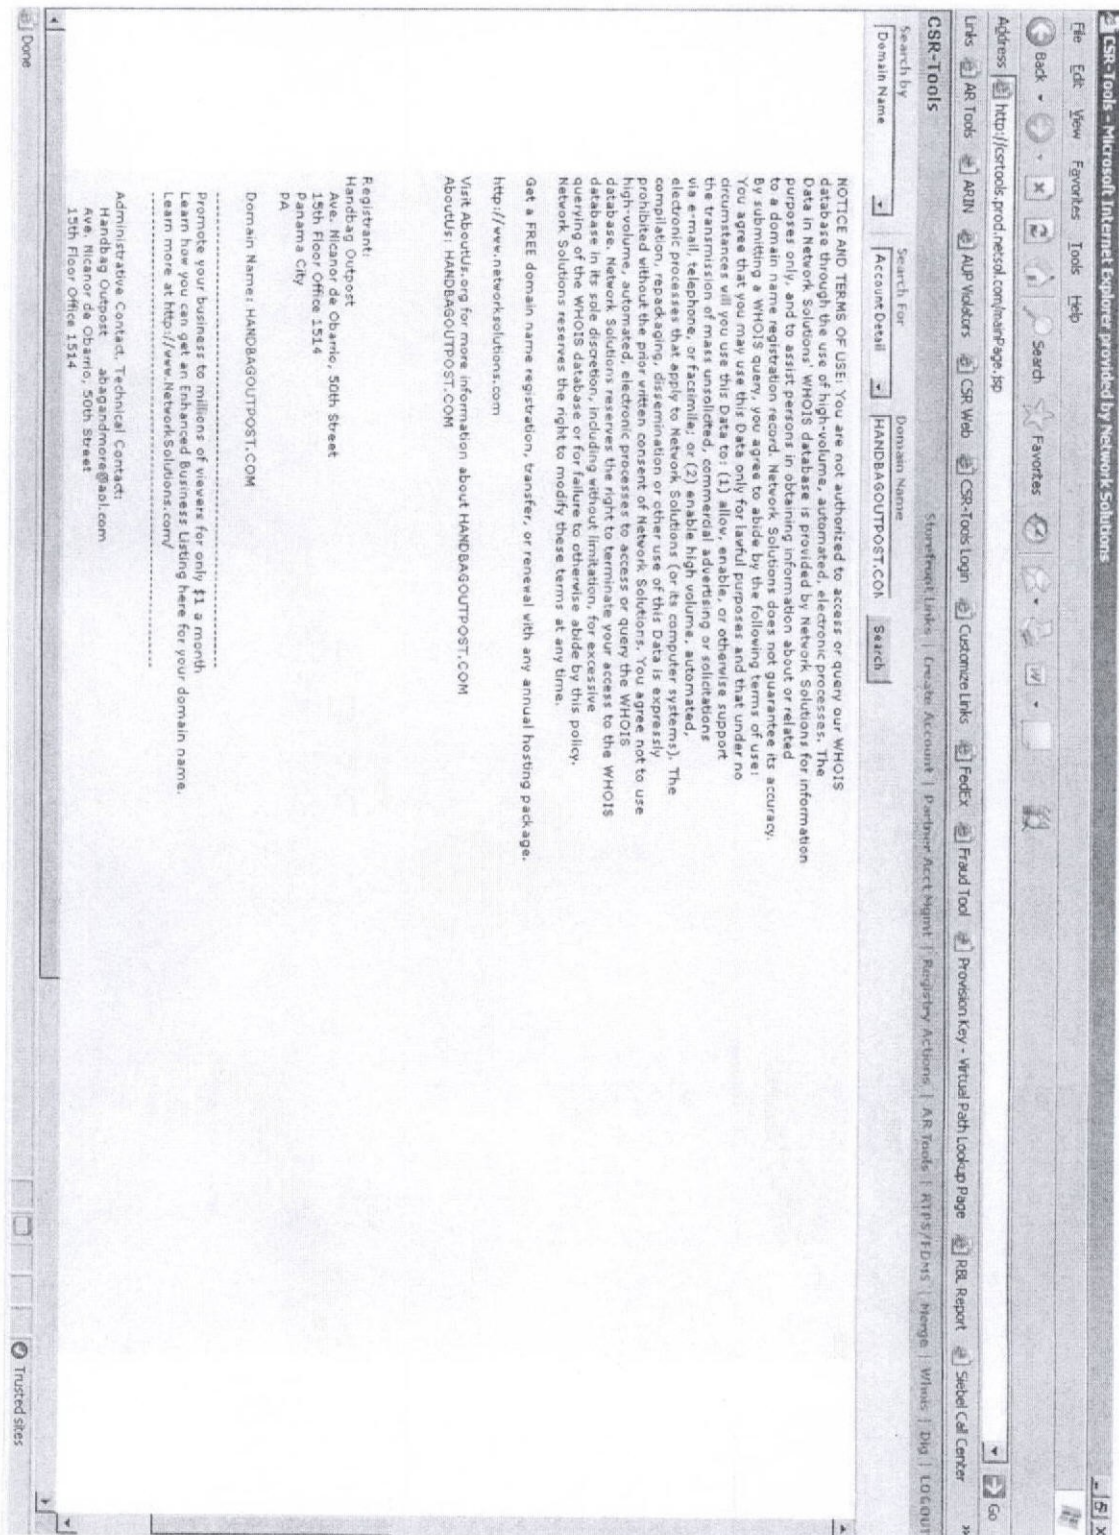 CSR-Tools - Microsoft Internet Explorer provided by Network Solutions
File Edit View Favorites Tools Help
Back Search Favorites
Address http://csrtools.prod.netsol.com/mainPage.jsp Go
Links AR Tools ARIN AUP Violators CSR Web CSR-Tools Login Customize Links FedEx Fraud Tool Provision Key - Virtual Path Lookup Page RBL Report Siebel Call Center »
CSR-Tools Storefront Links | Create Account | Partner Acct Mgmt | Registry Actions | AR Tools | RTPS/FDMS | Merge | Whois | Dig | LOGOUT
Search by Search For Domain Name
Domain Name Account Detail HANDBAGOUTPOST.COM Search
NOTICE AND TERMS OF USE: You are not authorized to access or query our WHOIS
database through the use of high-volume, automated, electronic processes. The
Data in Network Solutions' WHOIS database is provided by Network Solutions for information
purposes only, and to assist persons in obtaining information about or related
to a domain name registration record. Network Solutions does not guarantee its accuracy.
By submitting a WHOIS query, you agree to abide by the following terms of use:
You agree that you may use this Data only for lawful purposes and that under no
circumstances will you use this Data to: (1) allow, enable, or otherwise support
the transmission of mass unsolicited, commercial advertising or solicitations
via e-mail, telephone, or facsimile; or (2) enable high volume, automated,
electronic processes that apply to Network Solutions (or its computer systems). The
compilation, repackaging, dissemination or other use of this Data is expressly
prohibited without the prior written consent of Network Solutions. You agree not to use
high-volume, automated, electronic processes to access or query the WHOIS
database. Network Solutions reserves the right to terminate your access to the WHOIS
database in its sole discretion, including without limitation, for excessive
querying of the WHOIS database or for failure to otherwise abide by this policy.
Network Solutions reserves the right to modify these terms at any time.
Get a FREE domain name registration, transfer, or renewal with any annual hosting package.
http://www.networksolutions.com
Visit AboutUs.org for more information about HANDBAGOUTPOST.COM
AboutUs: HANDBAGOUTPOST.COM
Registrant:
Handbag Outpost
Ave. Nicanor de Obarrio, 50th Street
15th Floor Office 1514
Panama City
PA
Domain Name: HANDBAGOUTPOST.COM
------------------------------------------------------------------------
Promote your business to millions of viewers for only $1 a month
Learn how you can get an Enhanced Business Listing here for your domain name.
Learn more at http://www.NetworkSolutions.com/
------------------------------------------------------------------------
Administrative Contact, Technical Contact:
Handbag Outpost abagandmore@aol.com
Ave. Nicanor de Obarrio, 50th Street
15th Floor Office 1514
Done Trusted sites